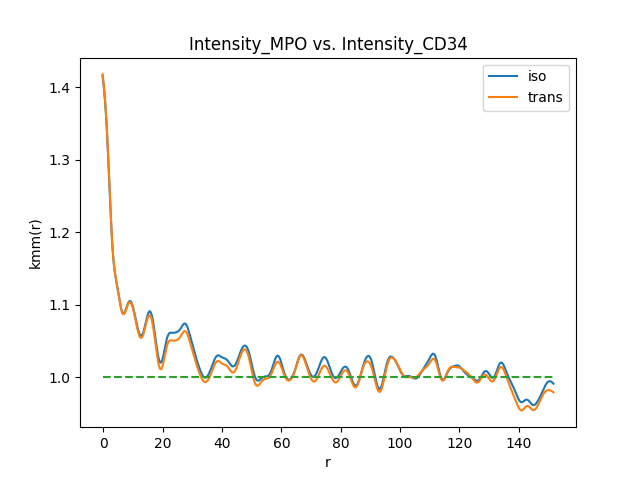 Intensity_MPO vs. Intensity_CD34
iso
trans
kmm(r)
1.4
1.3
1.2
1.1
1.0
0 20 40 60 80 100 120 140
r